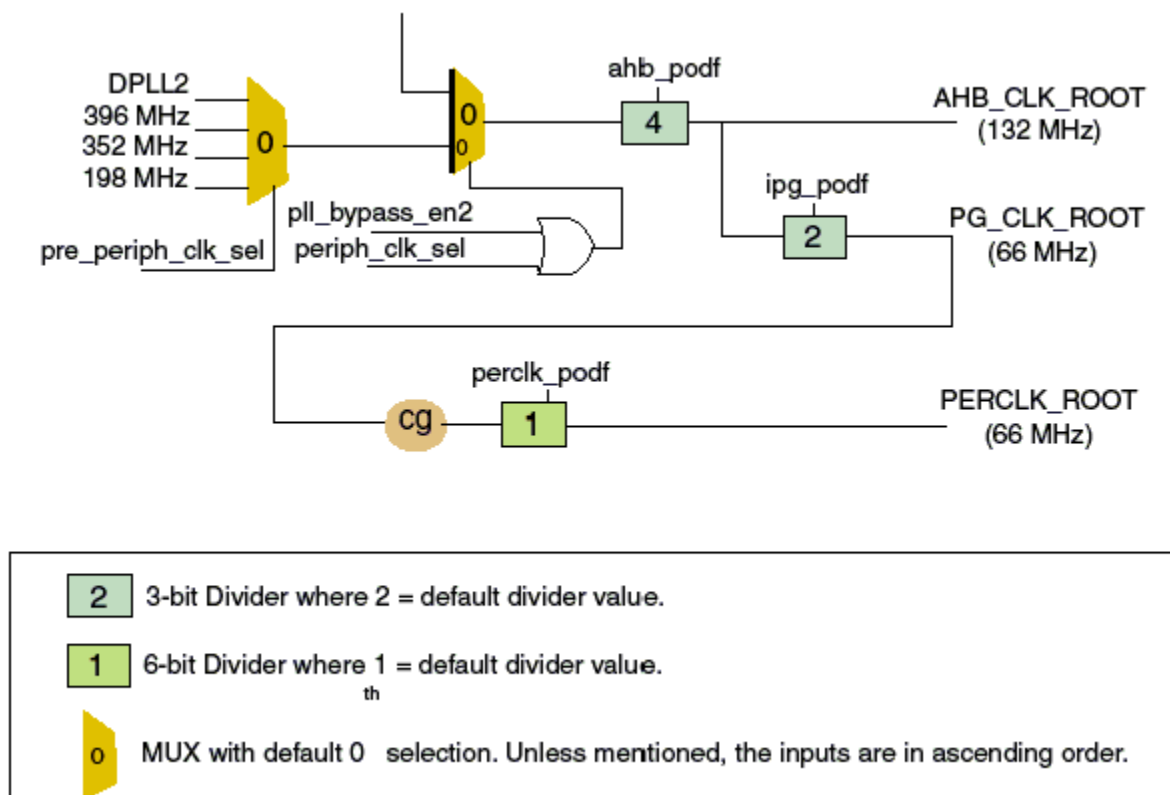 DPLL2
396 MHz
352 MHz
198 MHz
0
pre_periph_clk_sel
0
0
pll_bypass_en2
periph_clk_sel
ahb_podf
4
AHB_CLK_ROOT
(132 MHz)
ipg_podf
2
PG_CLK_ROOT
(66 MHz)
cg
perclk_podf
1
PERCLK_ROOT
(66 MHz)
2 3-bit Divider where 2 = default divider value.
1 6-bit Divider where 1 = default divider value.
th
0 MUX with default 0 selection. Unless mentioned, the inputs are in ascending order.